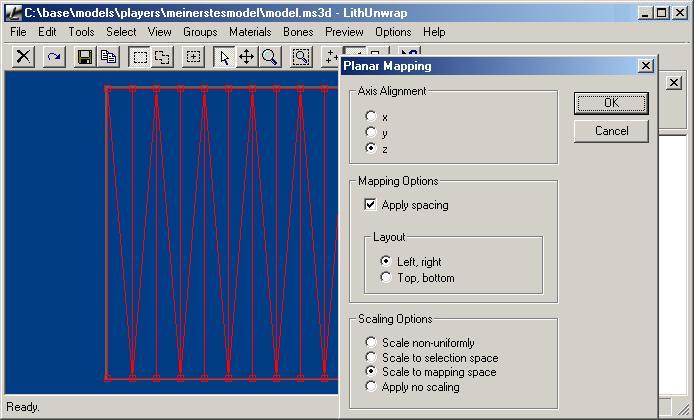 C:\base\models\players\meinerstesmodel\model.ms3d - LithUnwrap
File Edit Tools Select View Groups Materials Bones Preview Options Help
Planar Mapping
Axis Alignment
x
y
z
OK
Cancel
Mapping Options
Apply spacing
Layout
Left, right
Top, bottom
Scaling Options
Scale non-uniformly
Scale to selection space
Scale to mapping space
Apply no scaling
Ready.